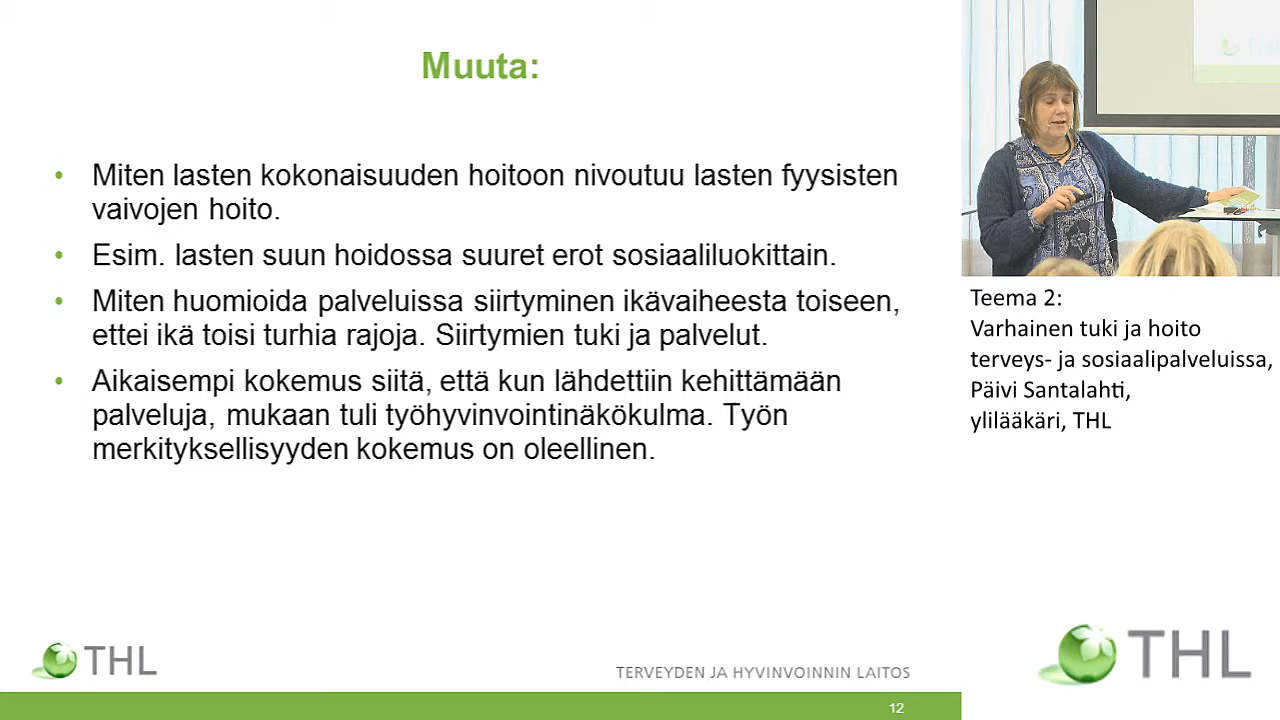 Muuta:
• Miten lasten kokonaisuuden hoitoon nivoutuu lasten fyysisten
vaivojen hoito.
• Esim. lasten suun hoidossa suuret erot sosiaaliluokittain.
• Miten huomioida palveluissa siirtyminen ikävaiheesta toiseen,
ettei ikä toisi turhia rajoja. Siirtymien tuki ja palvelut.
• Aikaisempi kokemus siitä, että kun lähdettiin kehittämään
palveluja, mukaan tuli työhyvinvointinäkökulma. Työn
merkityksellisyyden kokemus on oleellinen.
THL
TERVEYDEN JA HYVINVOINNIN LAITOS
12
Teema 2:
Varhainen tuki ja hoito
terveys- ja sosiaalipalveluissa,
Päivi Santalahti,
ylilääkäri, THL
THL